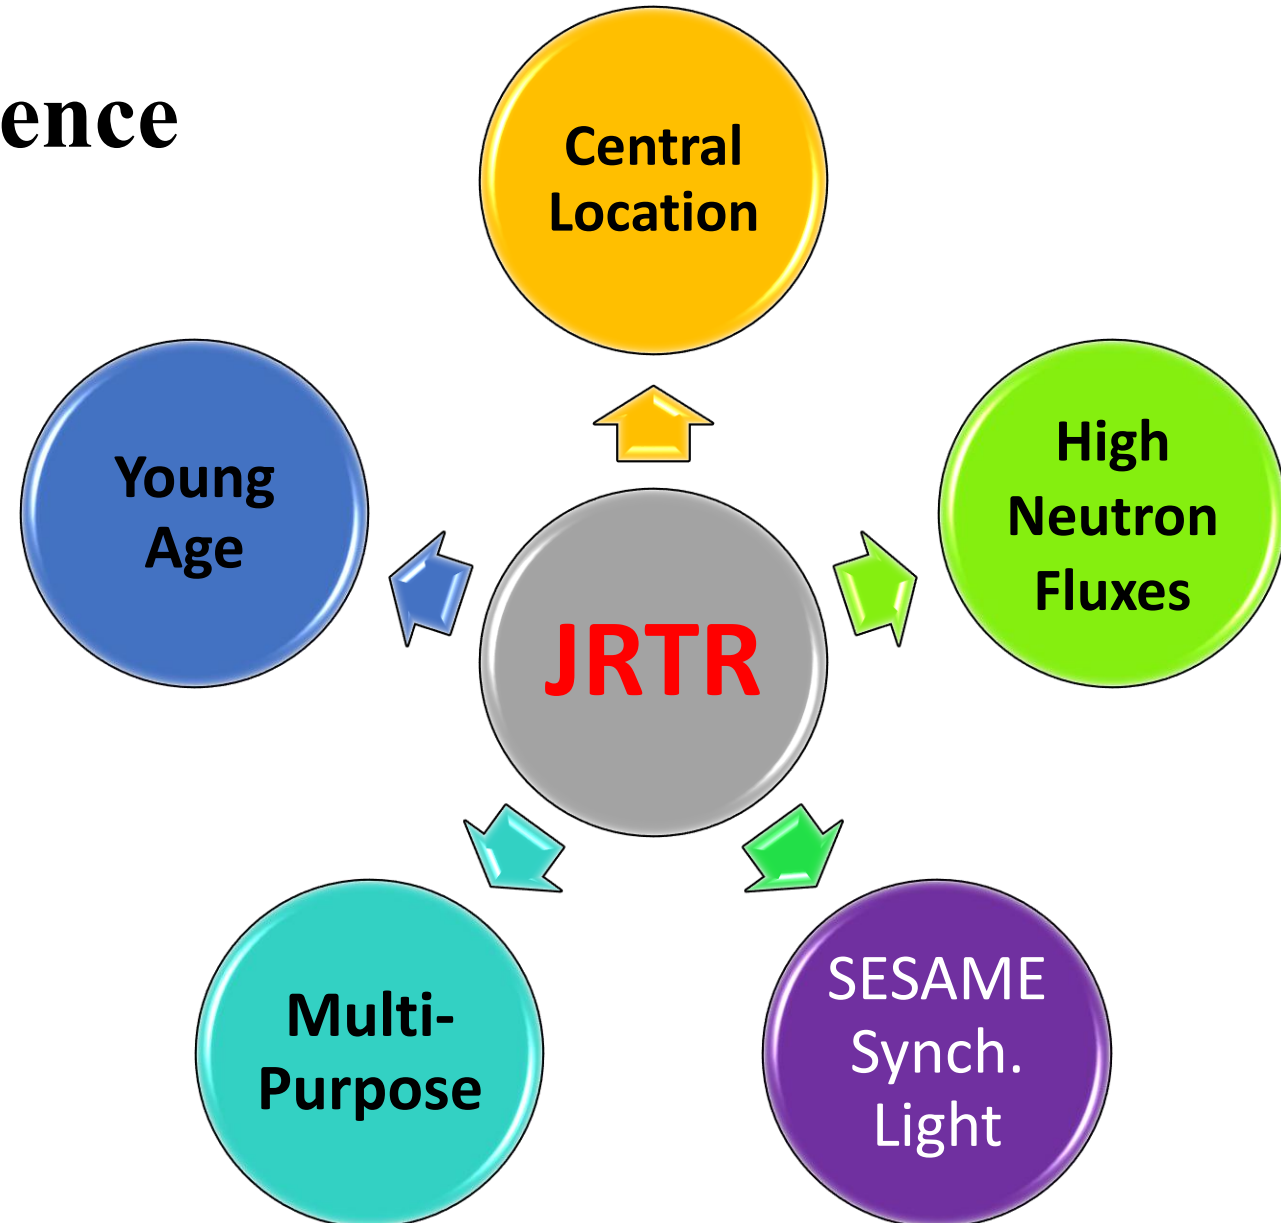 ence
Central
Location
Young
Age
High
Neutron
Fluxes
JRTR
Multi-
Purpose
SESAME
Synch.
Light